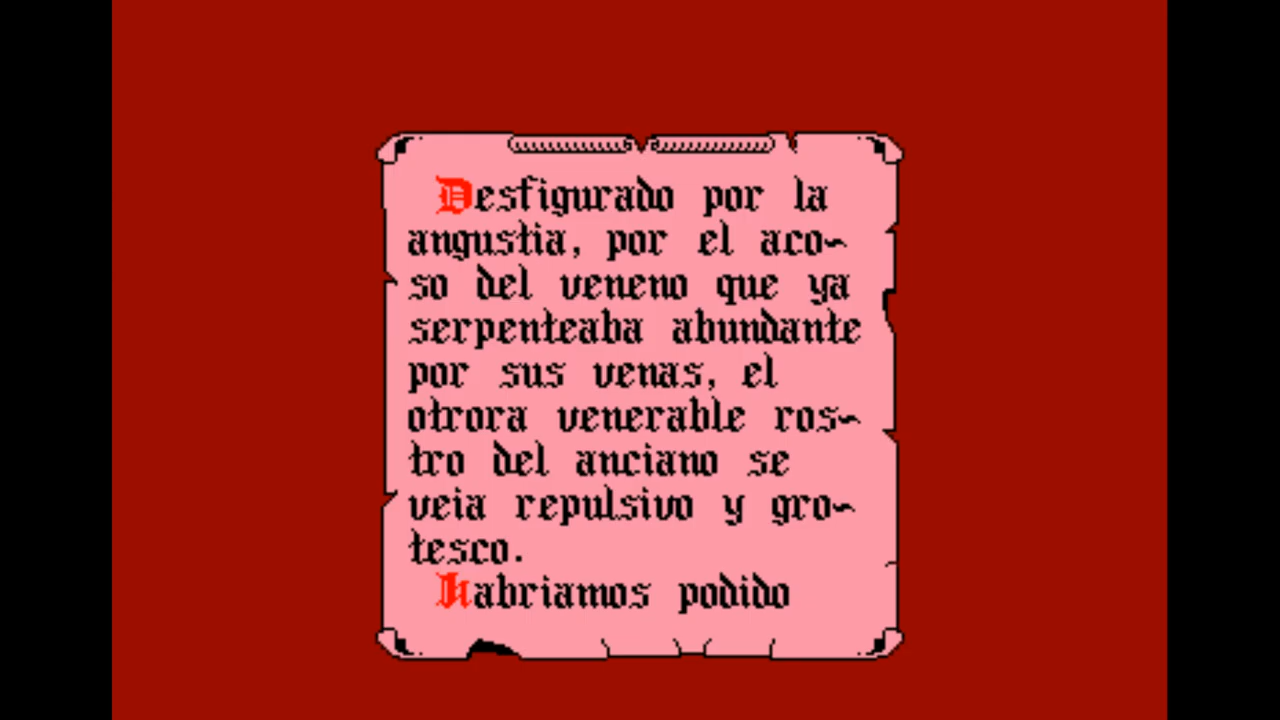 Desfigurado por la
angustia, por el aco~
so del veneno que ya
serpenteaba abundante
por sus venas, el
otrora venerable ros~
tro del anciano se
veia repulsivo y gro~
tesco.
Habriamos podido